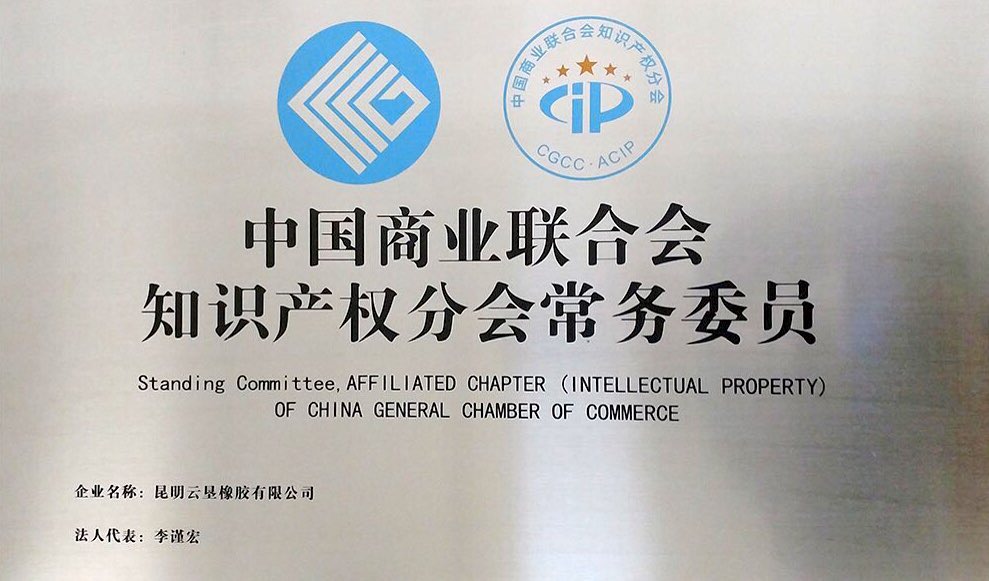 中国商业联合会知识产权分会
CIP
CGCC·ACIP
中国商业联合会
知识产权分会常务委员
Standing Committee,AFFILIATED CHAPTER (INTELLECTUAL PROPERTY)
OF CHINA GENERAL CHAMBER OF COMMERCE
企业名称：昆明云垦橡胶有限公司
法人代表：李谨宏